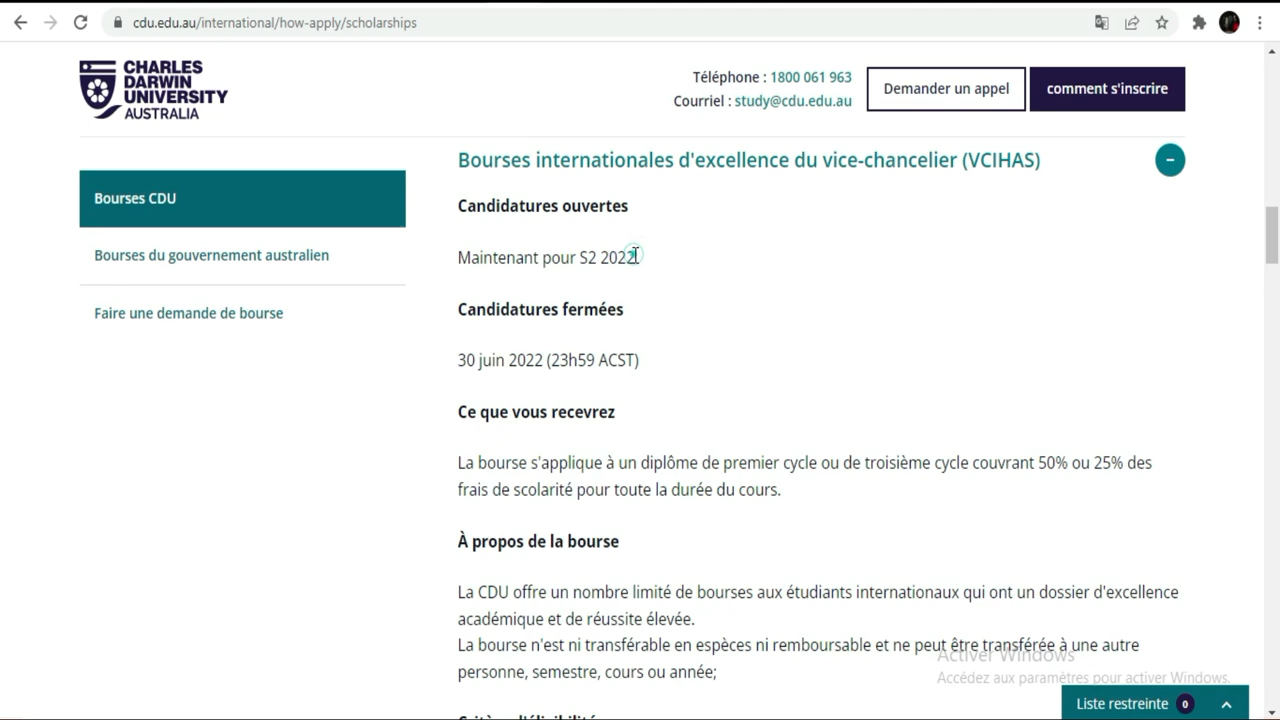 cdu.edu.au/international/how-apply/scholarships
CHARLES
DARWIN
UNIVERSITY
AUSTRALIA
Téléphone : 1800 061 963
Courriel : study@cdu.edu.au
Demander un appel
comment s'inscrire
Bourses CDU
Bourses du gouvernement australien
Faire une demande de bourse
Bourses internationales d'excellence du vice-chancelier (VCIHAS)
Candidatures ouvertes
Maintenant pour S2 2022
Candidatures fermées
30 juin 2022 (23h59 ACST)
Ce que vous recevrez
La bourse s'applique à un diplôme de premier cycle ou de troisième cycle couvrant 50% ou 25% des
frais de scolarité pour toute la durée du cours.
À propos de la bourse
La CDU offre un nombre limité de bourses aux étudiants internationaux qui ont un dossier d'excellence
académique et de réussite élevée.
La bourse n'est ni transférable en espèces ni remboursable et ne peut être transférée à une autre
personne, semestre, cours ou année;
Activer Windows
Accédez aux paramètres pour activer Windows.
Liste restreinte 0